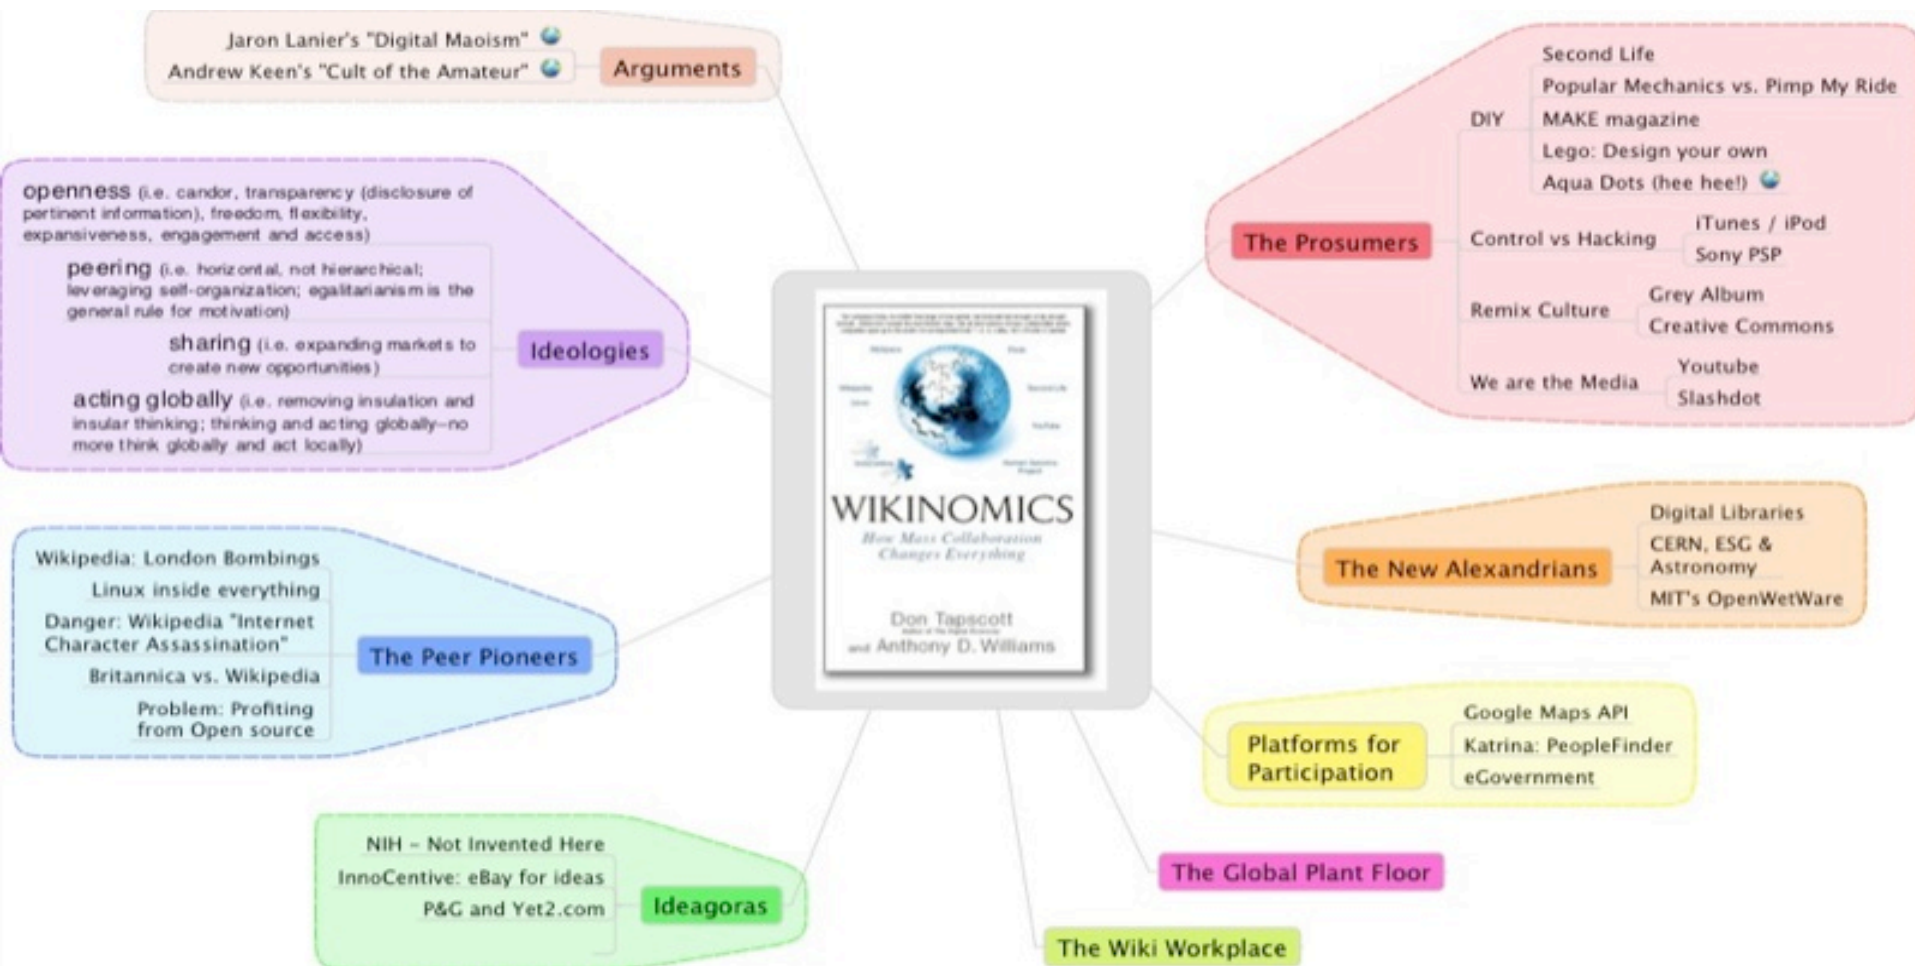 Jaron Lanier's "Digital Maoism"
Andrew Keen's "Cult of the Amateur"
Arguments
openness (i.e. candor, transparency (disclosure of
pertinent information), freedom, flexibility,
expansiveness, engagement and access)
peering (i.e. horizontal, not hierarchical;
leveraging self-organization; egalitarianism is the
general rule for motivation)
sharing (i.e. expanding markets to
create new opportunities)
acting globally (i.e. removing insulation and
insular thinking; thinking and acting globally—no
more think globally and act locally)
Ideologies
Wikipedia: London Bombings
Linux inside everything
Danger: Wikipedia "Internet
Character Assassination"
Britannica vs. Wikipedia
Problem: Profiting
from Open source
The Peer Pioneers
NIH – Not Invented Here
InnoCentive: eBay for ideas
P&G and Yet2.com
Ideagoras
WIKINOMICS
How Mass Collaboration
Changes Everything
Don Tapscott
and Anthony D. Williams
The Prosumers
DIY
Second Life
Popular Mechanics vs. Pimp My Ride
MAKE magazine
Lego: Design your own
Aqua Dots (hee hee!)
Control vs Hacking
iTunes / iPod
Sony PSP
Remix Culture
Grey Album
Creative Commons
We are the Media
Youtube
Slashdot
The New Alexandrians
Digital Libraries
CERN, ESG &
Astronomy
MIT's OpenWetWare
Platforms for
Participation
Google Maps API
Katrina: PeopleFinder
eGovernment
The Global Plant Floor
The Wiki Workplace